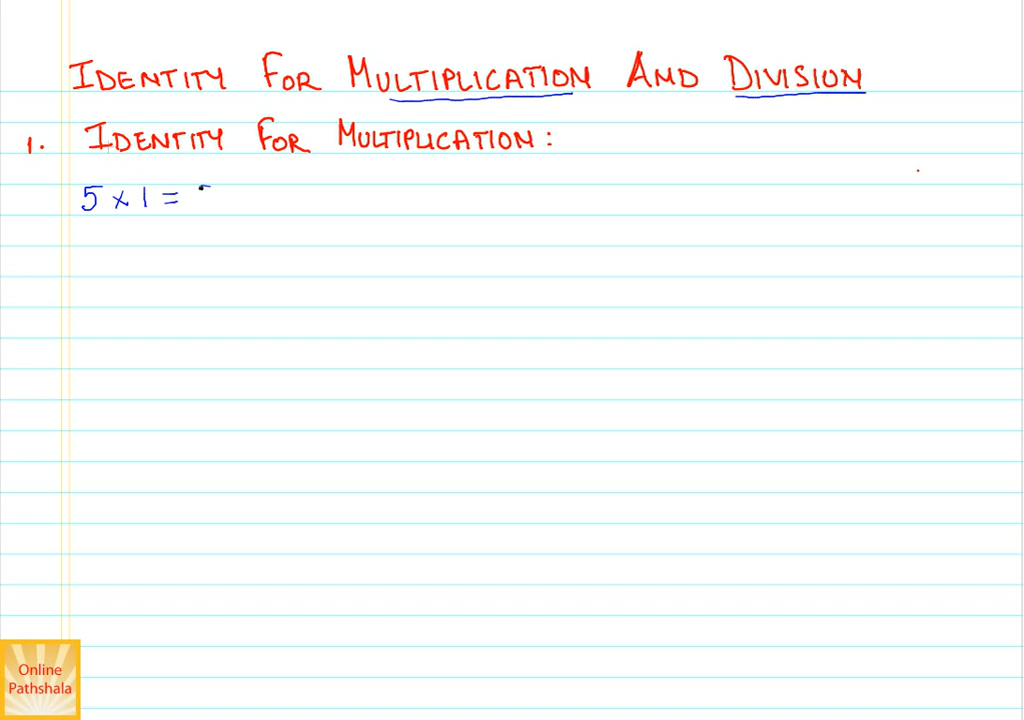 IDENTITY FOR MULTIPLICATION AND DIVISION
1. IDENTITY FOR MULTIPLICATION:
5 × 1 =
Online
Pathshala